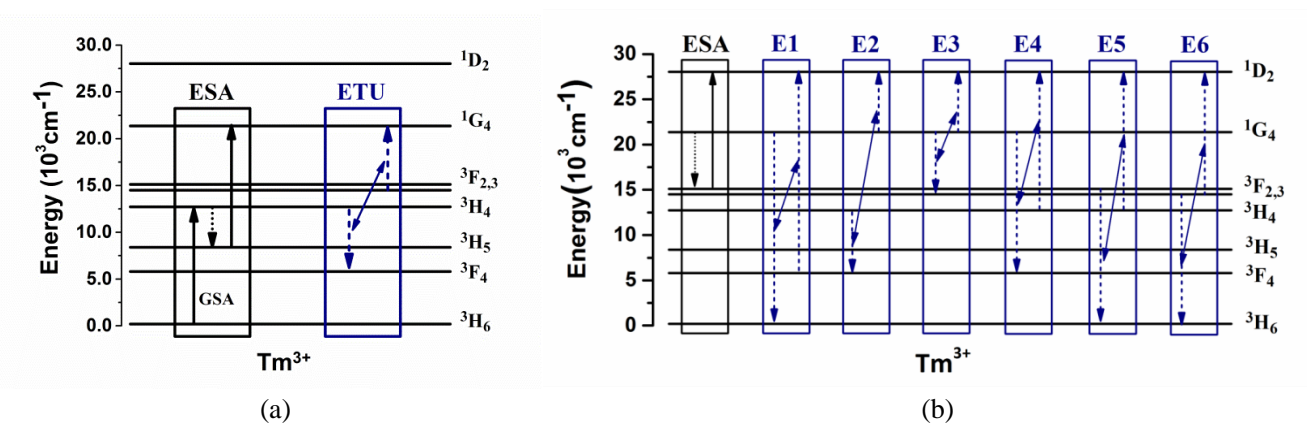 30.0
25.0
20.0
15.0
10.0
5.0
0.0
Energy (10³cm⁻¹)
ESA
ETU
GSA
¹D₂
¹G₄
³F₂,₃
³H₄
³H₅
³F₄
³H₆
Tm³⁺
(a)
30
25
20
15
10
5
0
Energy(10³cm⁻¹)
ESA E1 E2 E3 E4 E5 E6
¹D₂
¹G₄
³F₂,₃
³H₄
³H₅
³F₄
³H₆
Tm³⁺
(b)